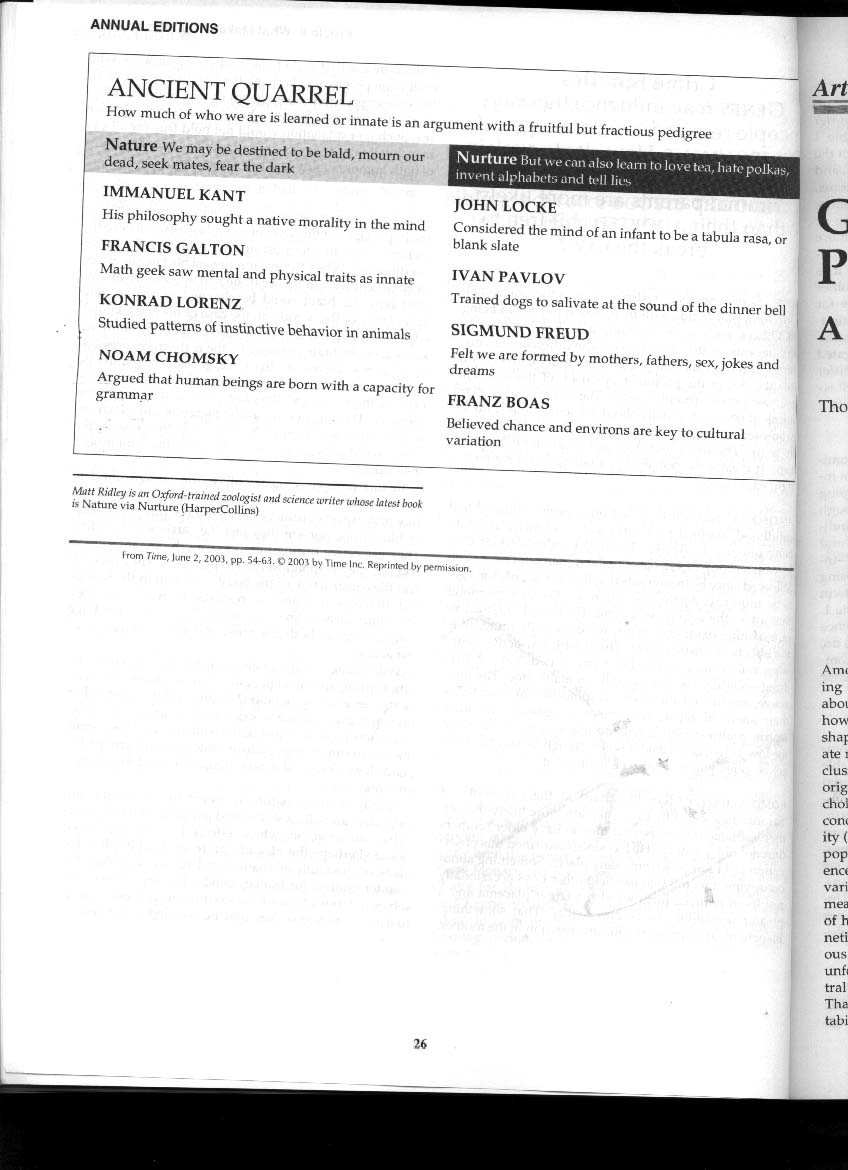 ANNUAL EDITIONS
ANCIENT QUARREL
How much of who we are is learned or innate is an argument with a fruitful but fractious pedigree
Nature We may be destined to be bald, mourn our
dead, seek mates, fear the dark
IMMANUEL KANT
His philosophy sought a native morality in the mind
FRANCIS GALTON
Math geek saw mental and physical traits as innate
KONRAD LORENZ
Studied patterns of instinctive behavior in animals
NOAM CHOMSKY
Argued that human beings are born with a capacity for
grammar
Nurture But we can also learn to love tea, hate polkas,
invent alphabets and tell lies
JOHN LOCKE
Considered the mind of an infant to be a tabula rasa, or
blank slate
IVAN PAVLOV
Trained dogs to salivate at the sound of the dinner bell
SIGMUND FREUD
Felt we are formed by mothers, fathers, sex, jokes and
dreams
FRANZ BOAS
Believed chance and environs are key to cultural
variation
Matt Ridley is an Oxford-trained zoologist and science writer whose latest book
is Nature via Nurture (HarperCollins)
From Time, June 2, 2003, pp. 54-63. © 2003 by Time Inc. Reprinted by permission.
26
Art
G
P
A
Tho
Ame
ing
abou
how
shap
ate
clus
orig
chol
conc
ity (
pop
ence
vari
mea
of h
neti
ous
unfo
tral
Tha
tabi